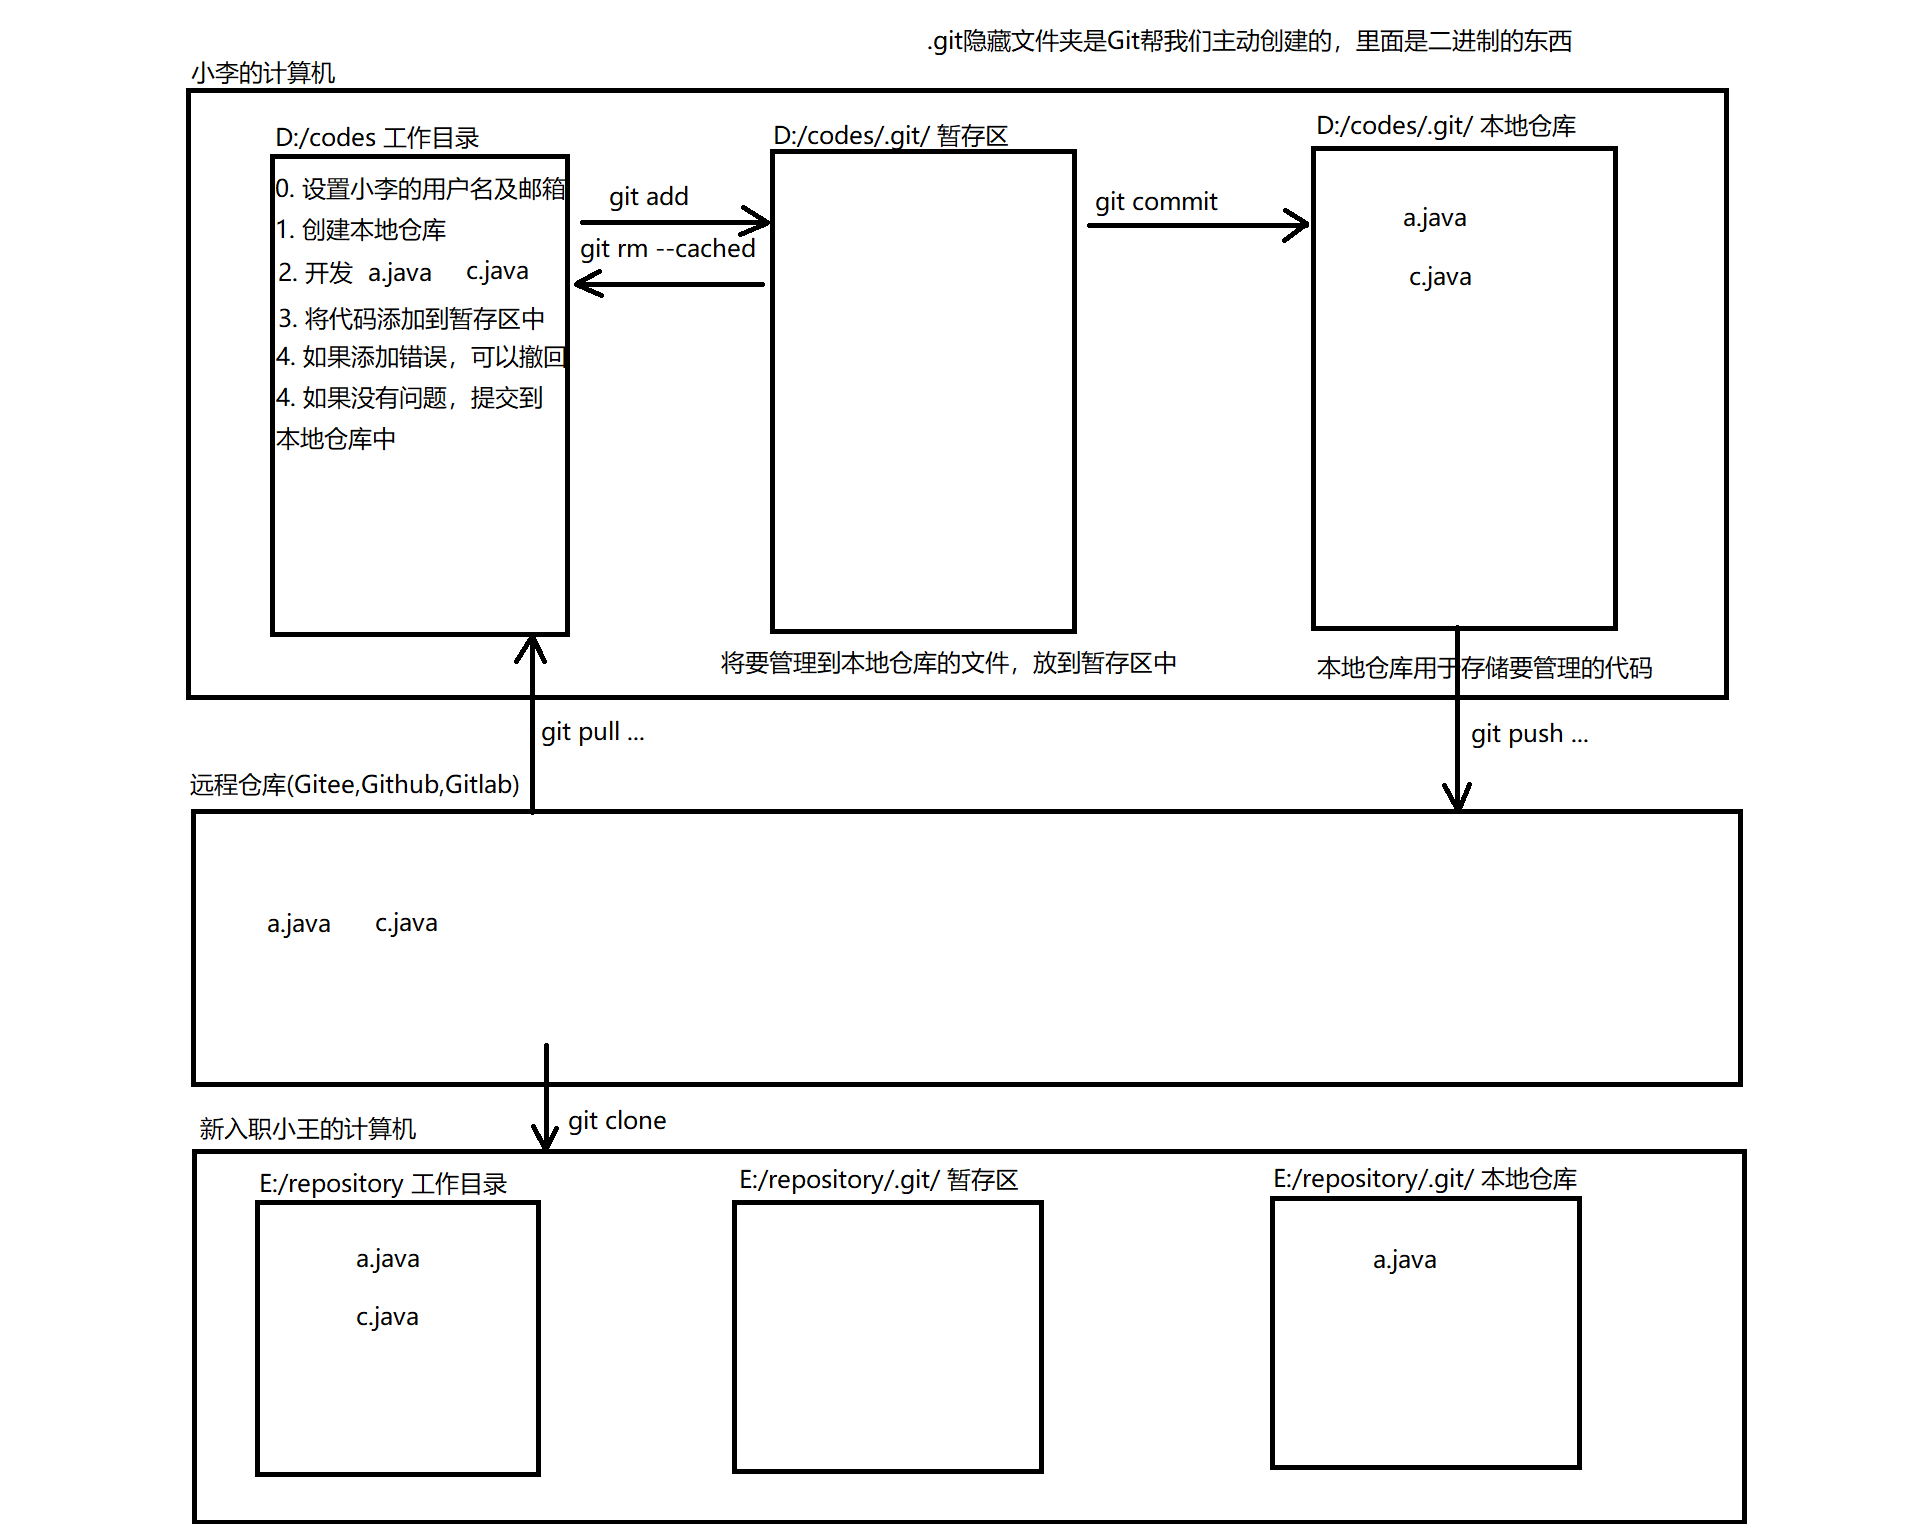 .git隐藏文件夹是Git帮我们主动创建的，里面是二进制的东西
小李的计算机
D:/codes 工作目录
0. 设置小李的用户名及邮箱
1. 创建本地仓库
2. 开发 a.java c.java
3. 将代码添加到暂存区中
4. 如果添加错误，可以撤回
4. 如果没有问题，提交到
本地仓库中
git add
git rm --cached
D:/codes/.git/ 暂存区
将要管理到本地仓库的文件，放到暂存区中
git commit
D:/codes/.git/ 本地仓库
a.java
c.java
本地仓库用于存储要管理的代码
git pull ...
git push ...
远程仓库(Gitee,Github,Gitlab)
a.java c.java
git clone
新入职小王的计算机
E:/repository 工作目录
a.java
c.java
E:/repository/.git/ 暂存区
E:/repository/.git/ 本地仓库
a.java